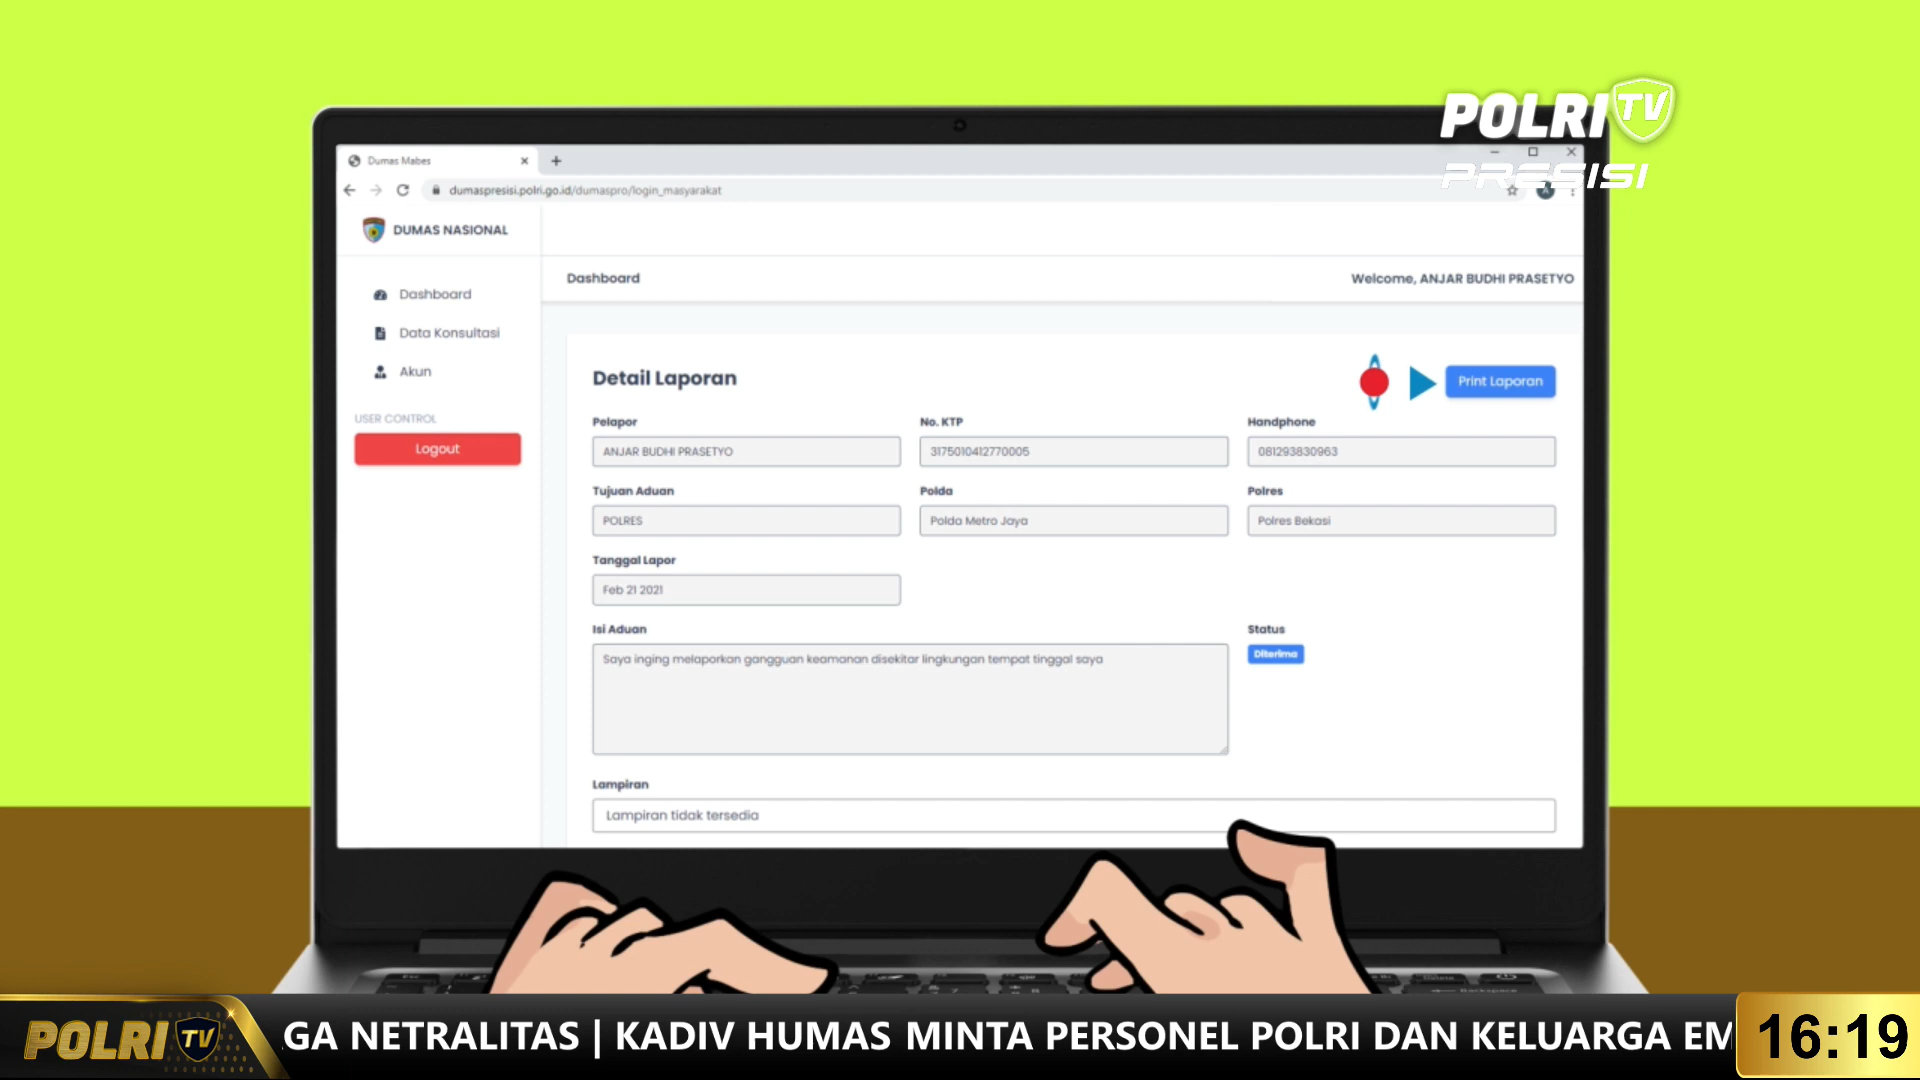 POLRI TV
PRESISI
Dumas Mabes
dumaspresisi.polri.go.id/dumaspro/login_masyarakat
DUMAS NASIONAL
Dashboard
Data Konsultasi
Akun
USER CONTROL
Logout
Dashboard
Welcome, ANJAR BUDHI PRASETYO
Detail Laporan
Print Laporan
Pelapor
No. KTP
Handphone
ANJAR BUDHI PRASETYO
3175010412770005
081293830963
Tujuan Aduan
Polda
Polres
POLRES
Polda Metro Jaya
Polres Bekasi
Tanggal Lapor
Feb 21 2021
Isi Aduan
Status
Saya inging melaporkan gangguan keamanan disekitar lingkungan tempat tinggal saya
Diterima
Lampiran
Lampiran tidak tersedia
Backspace
POLRI TV
GA NETRALITAS | KADIV HUMAS MINTA PERSONEL POLRI DAN KELUARGA EM
16:19